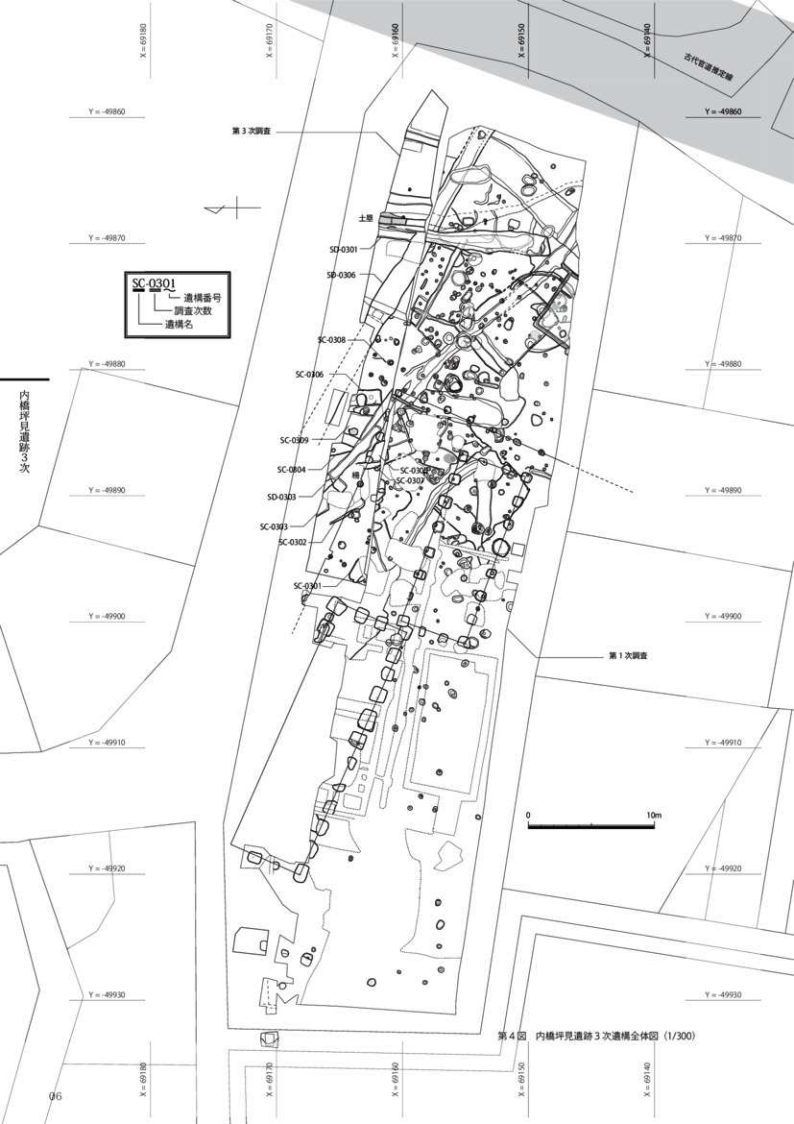 X = 69180
X = 69170
X = 69160
X = 69150
X = 69140
古代官道推定線
Y = -49860
Y = -49860
第３次調査
土塁
Y = -49870
Y = -49870
SD-0301
SD-0306
SC-0301
遺構番号
調査次数
遺構名
SC-0308
Y = -49880
Y = -49880
SC-0306
内橋坪見遺跡３次
SC-0309
SC-0304
SC-0307
Y = -49890
Y = -49890
SD-0303
SC-0303
SC-0302
SC-0301
Y = -49900
Y = -49900
第１次調査
Y = -49910
Y = -49910
0
10m
Y = -49920
Y = -49920
Y = -49930
Y = -49930
第４図　内橋坪見遺跡３次遺構全体図（1/300）
X = 69180
X = 69170
X = 69160
X = 69150
X = 69140
06